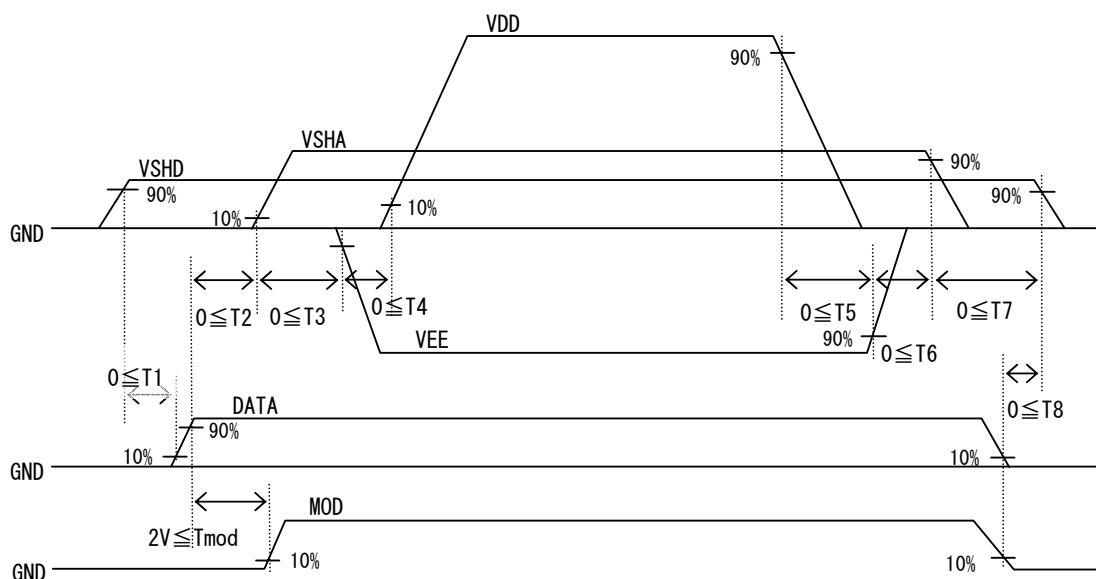 VDD
90%
VSHA
VSHD
90%
90%
90%
10%
10%
GND
0≦T2
0≦T3
0≦T4
0≦T5
0≦T7
VEE
90%
0≦T6
0≦T1
DATA
0≦T8
90%
10%
10%
GND
MOD
2V≦Tmod
10%
10%
GND